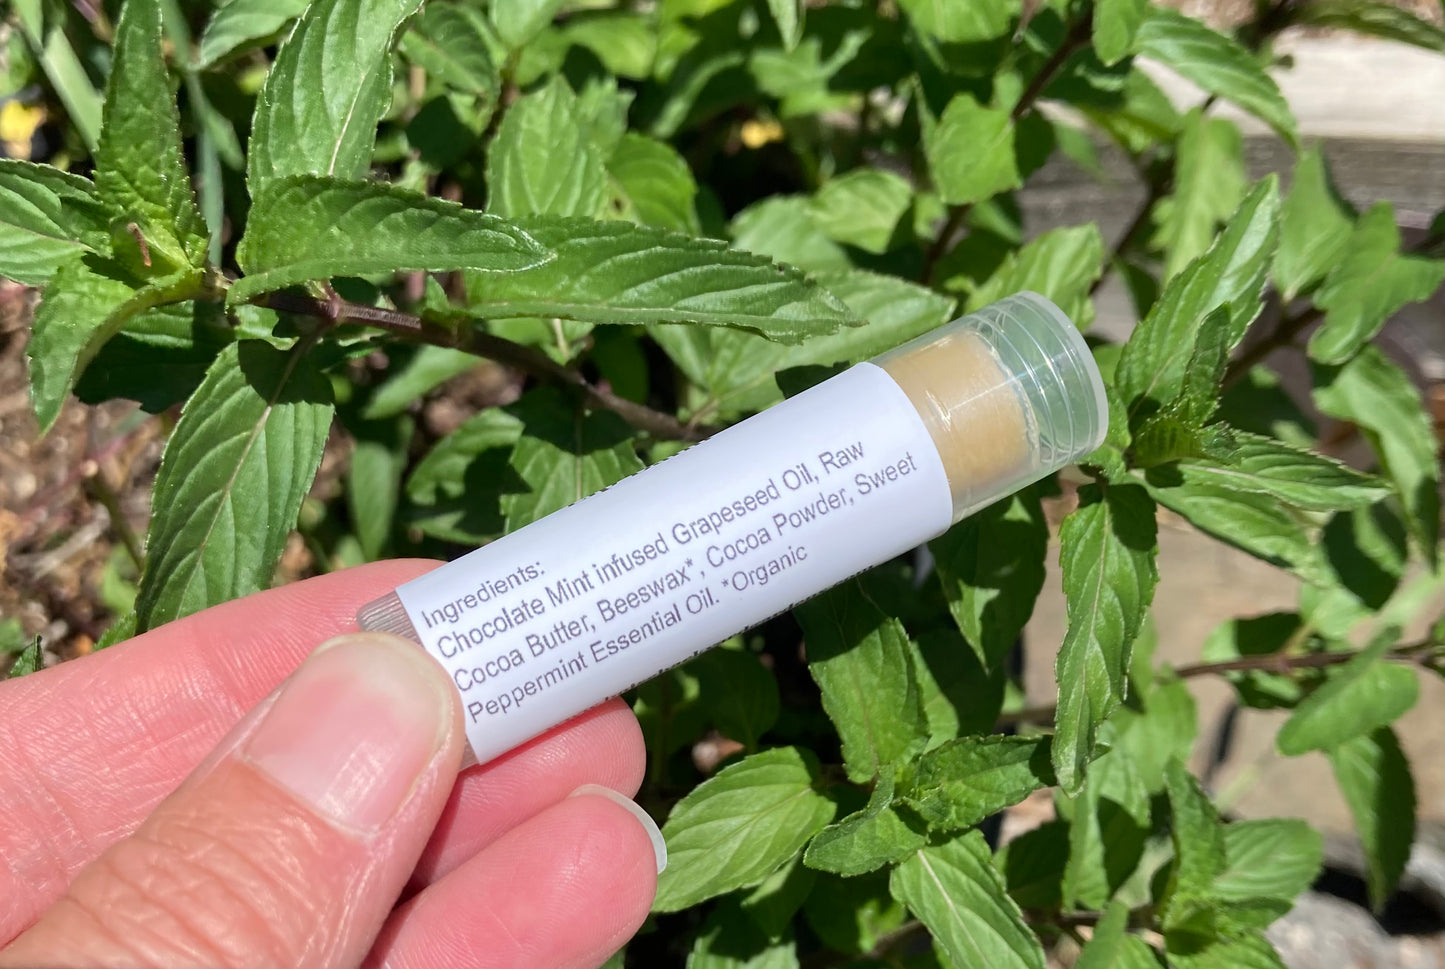 Ingredients:
Chocolate Mint infused Grapeseed Oil, Raw
Cocoa Butter, Beeswax*, Cocoa Powder, Sweet
Peppermint Essential Oil. *Organic